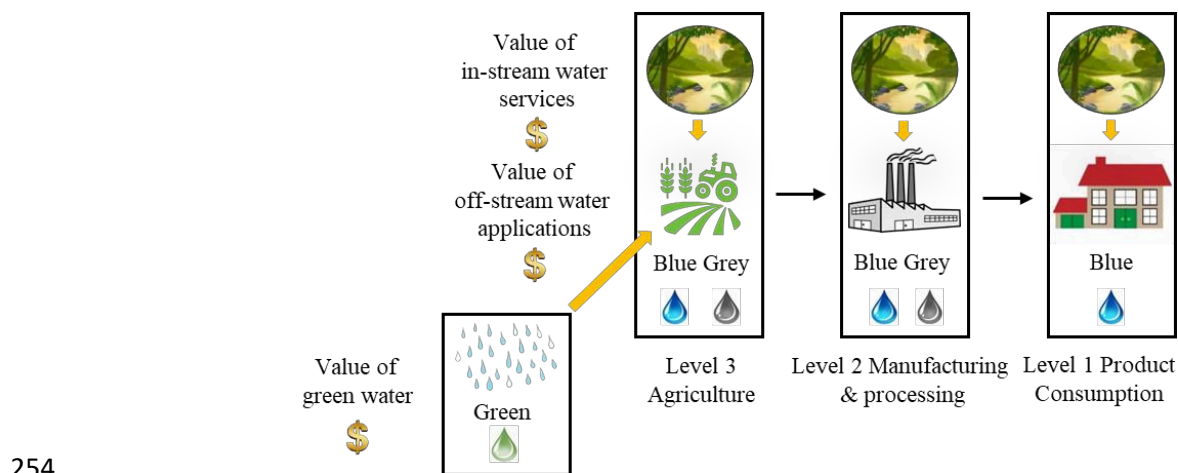 Value of
in-stream water
services
$
Value of
off-stream water
applications
$
Blue Grey
Blue Grey
Blue
Level 3
Agriculture
Level 2 Manufacturing
& processing
Level 1 Product
Consumption
Value of
green water
$
Green
254